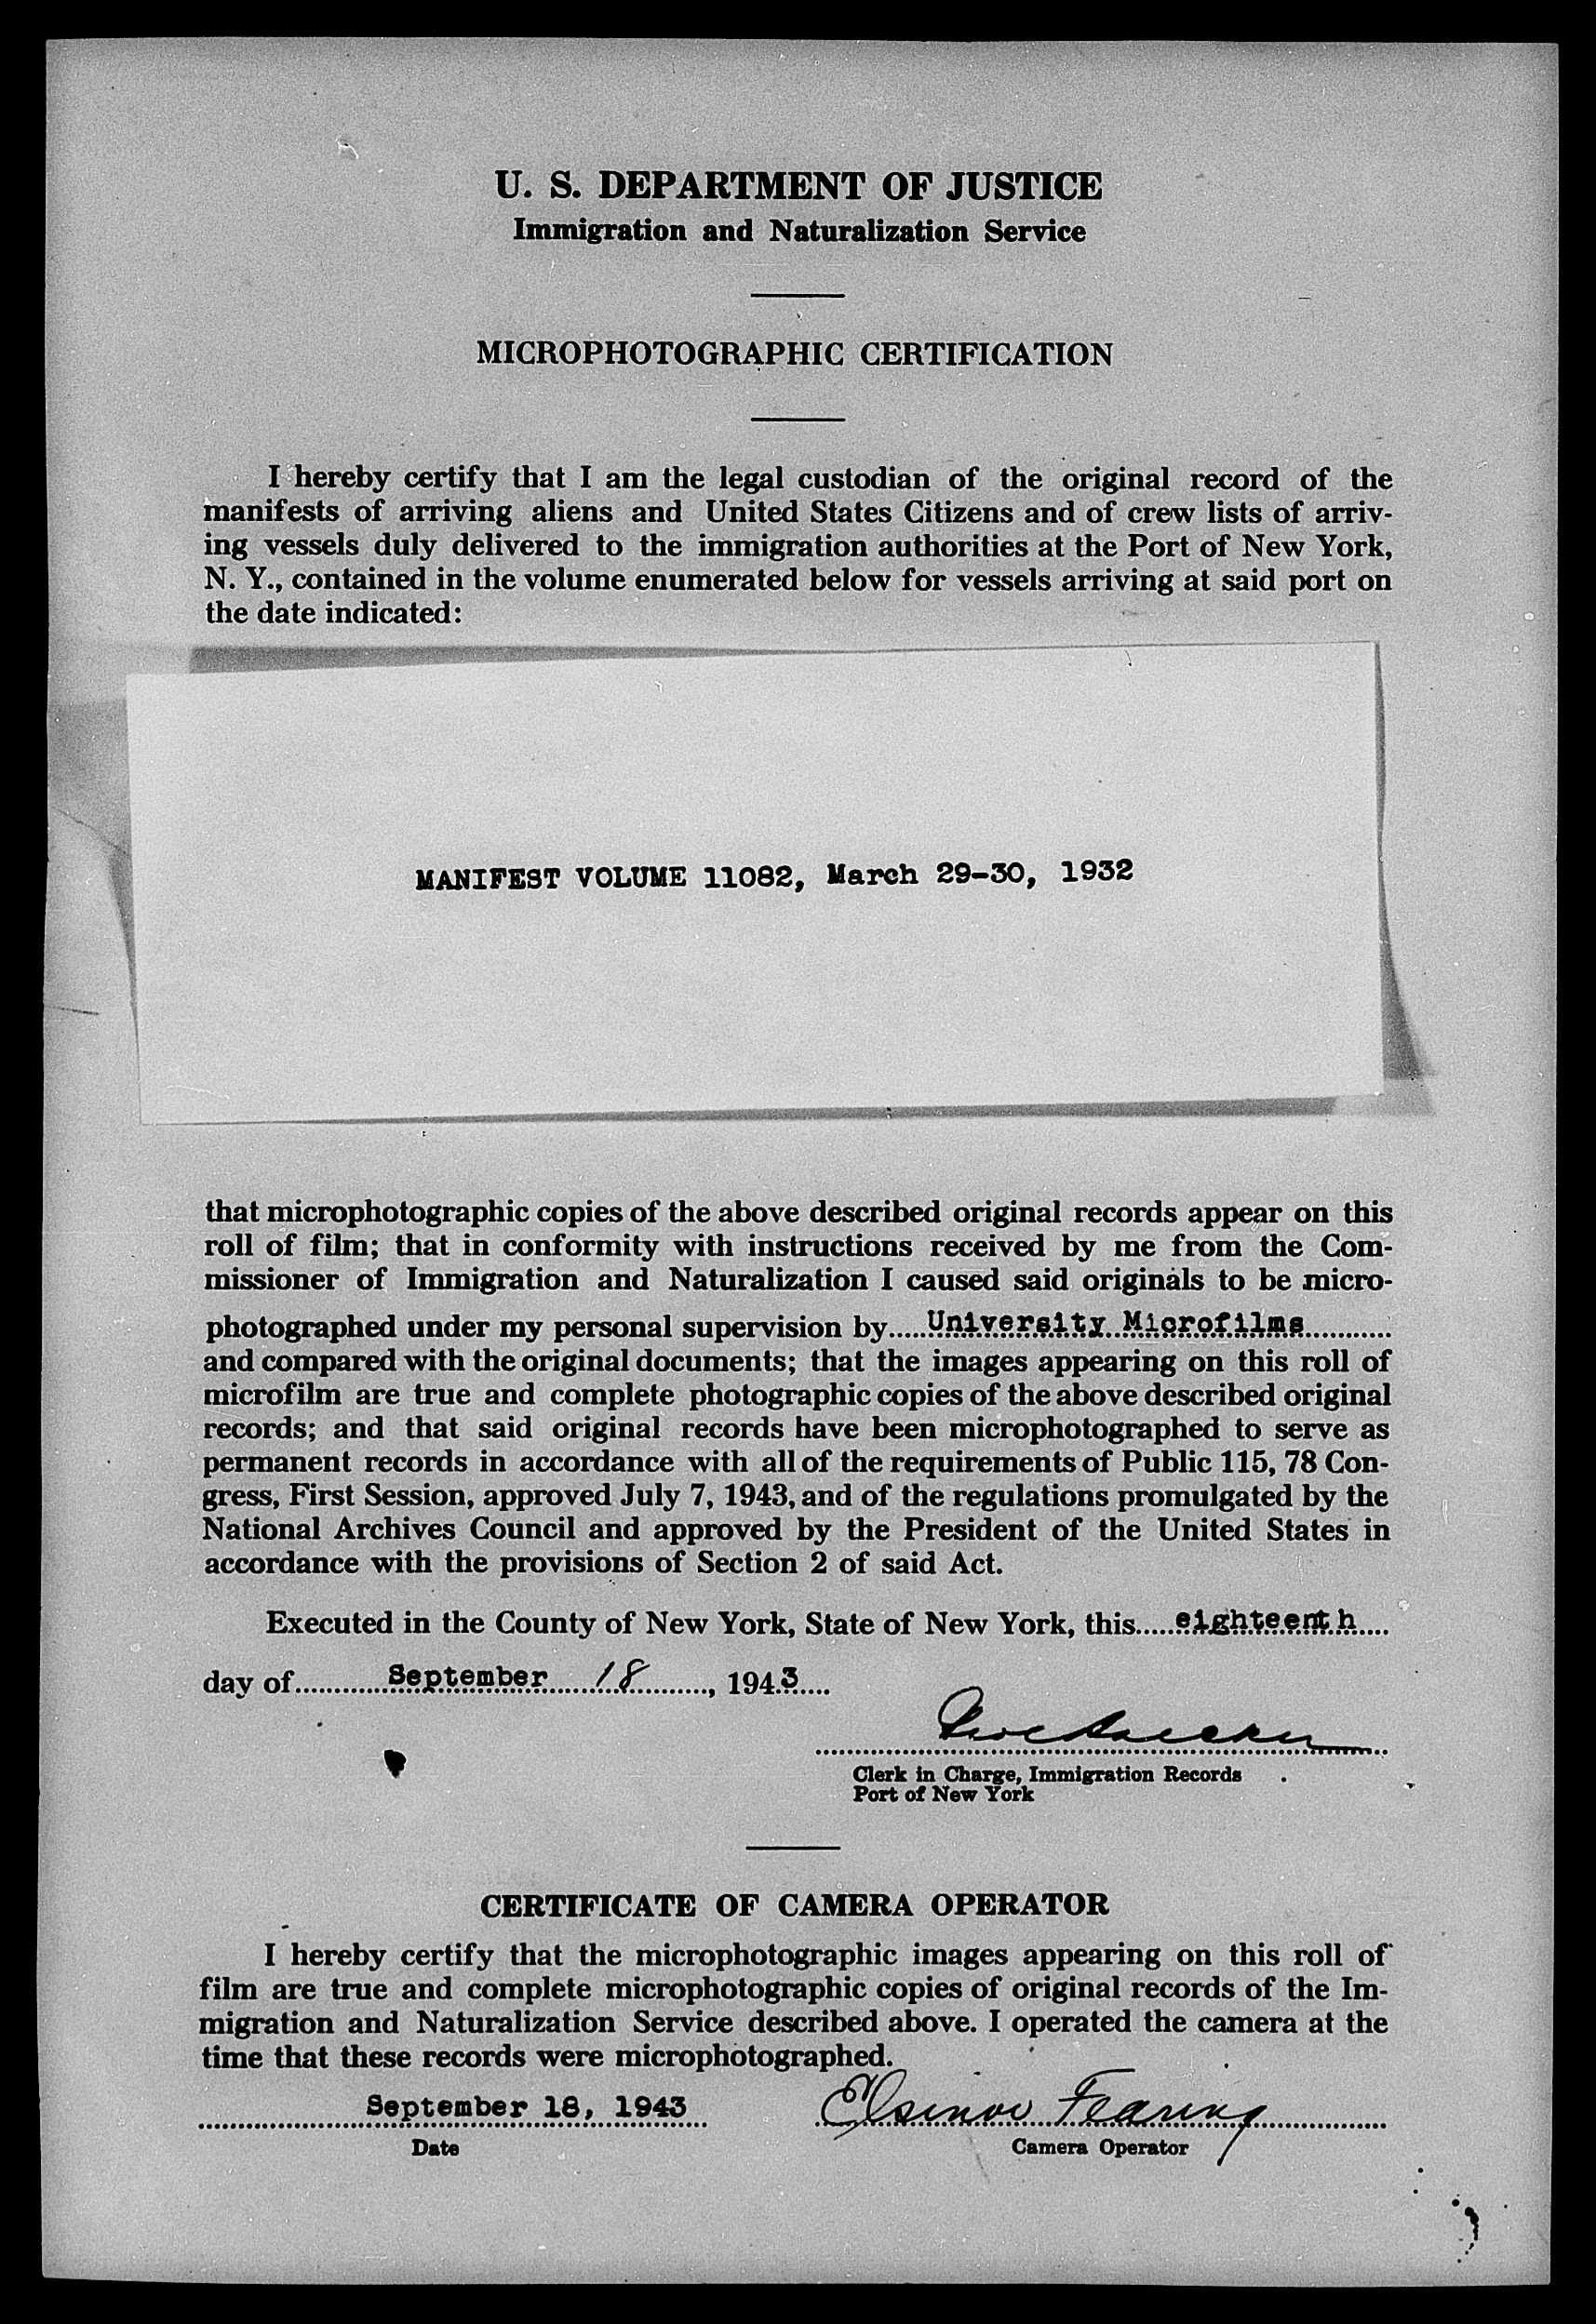 U. S. DEPARTMENT OF JUSTICE
Immigration and Naturalization Service
MICROPHOTOGRAPHIC CERTIFICATION
I hereby certify that I am the legal custodian of the original record of the
manifests of arriving aliens and United States Citizens and of crew lists of arriv-
ing vessels duly delivered to the immigration authorities at the Port of New York,
N. Y., contained in the volume enumerated below for vessels arriving at said port on
the date indicated:
MANIFEST VOLUME 11082, March 29-30, 1932
that microphotographic copies of the above described original records appear on this
roll of film; that in conformity with instructions received by me from the Com-
missioner of Immigration and Naturalization I caused said originals to be micro-
photographed under my personal supervision by.....University Microfilms...........
and compared with the original documents; that the images appearing on this roll of
microfilm are true and complete photographic copies of the above described original
records; and that said original records have been microphotographed to serve as
permanent records in accordance with all of the requirements of Public 115, 78 Con-
gress, First Session, approved July 7, 1943, and of the regulations promulgated by the
National Archives Council and approved by the President of the United States in
accordance with the provisions of Section 2 of said Act.
Executed in the County of New York, State of New York, this.....eighteenth....
day of...........September.....18.........., 1943....
Clerk in Charge, Immigration Records
Port of New York
CERTIFICATE OF CAMERA OPERATOR
I hereby certify that the microphotographic images appearing on this roll of
film are true and complete microphotographic copies of original records of the Im-
migration and Naturalization Service described above. I operated the camera at the
time that these records were microphotographed.
September 18, 1943 Elsinor Fearing
Date Camera Operator